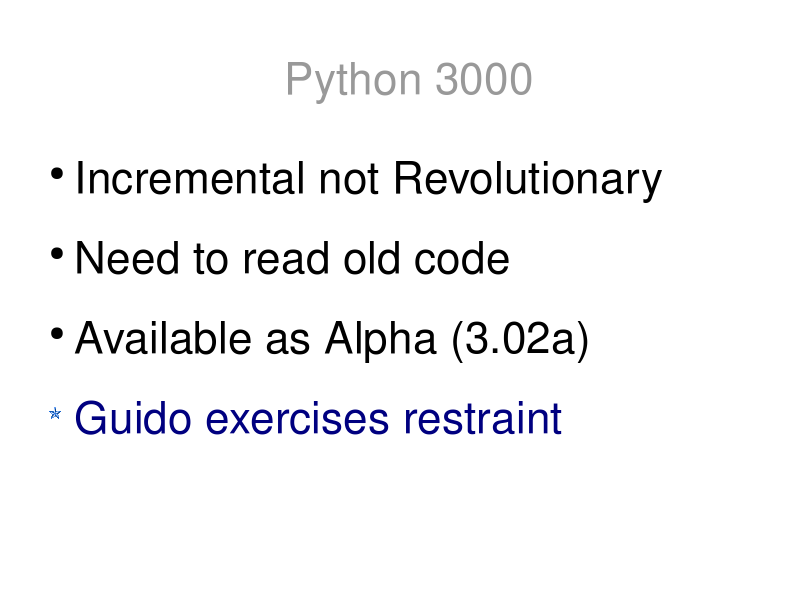 Python 3000
• Incremental not Revolutionary
• Need to read old code
• Available as Alpha (3.02a)
* Guido exercises restraint